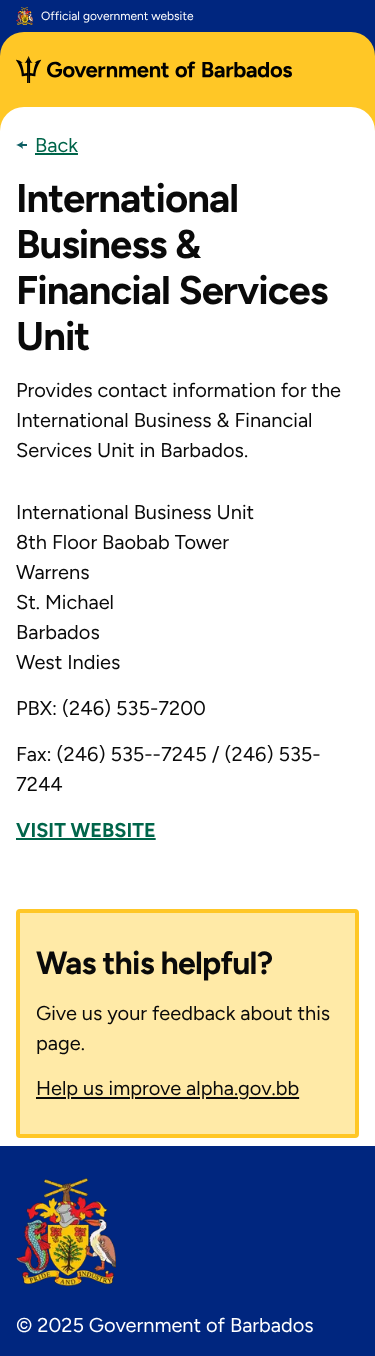 Official government website
Government of Barbados
Back
International
Business &
Financial Services
Unit
Provides contact information for the
International Business & Financial
Services Unit in Barbados.
International Business Unit
8th Floor Baobab Tower
Warrens
St. Michael
Barbados
West Indies
PBX: (246) 535-7200
Fax: (246) 535--7245 / (246) 535-
7244
VISIT WEBSITE
Was this helpful?
Give us your feedback about this
page.
Help us improve alpha.gov.bb
PRIDE AND INDUSTRY
© 2025 Government of Barbados